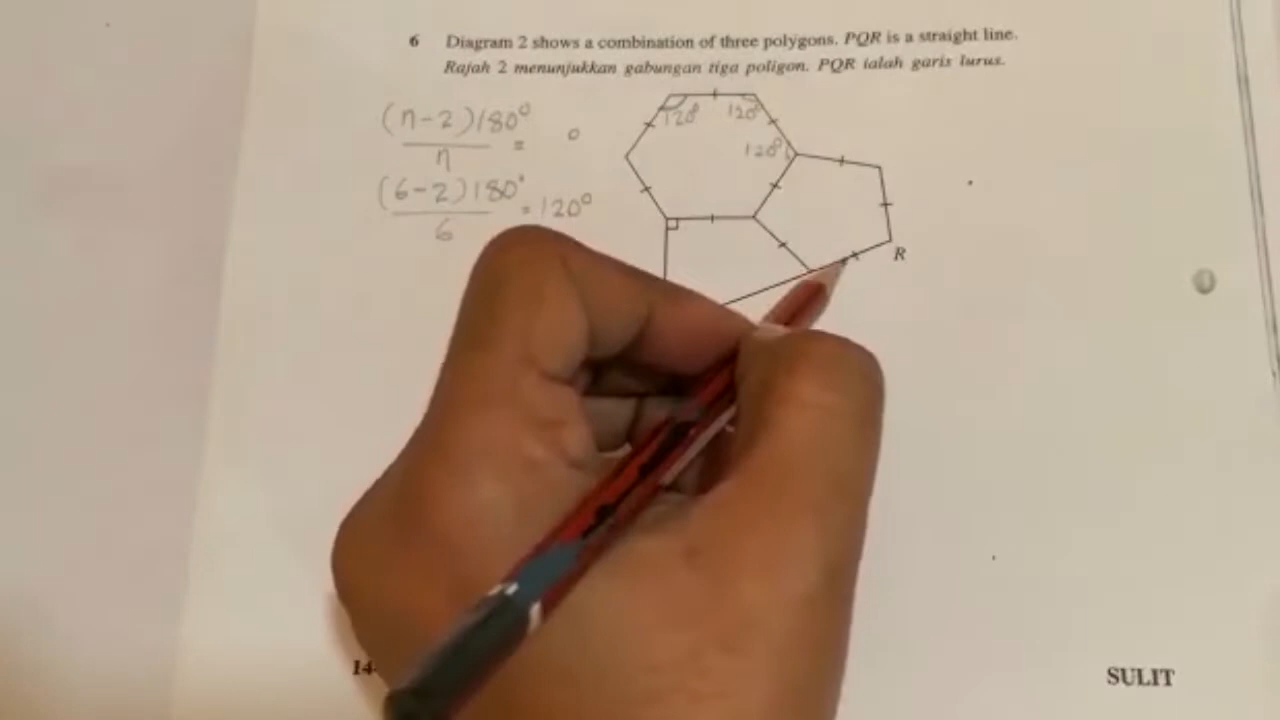 6 Diagram 2 shows a combination of three polygons. PQR is a straight line.
Rajah 2 menunjukkan gabungan tiga poligon. PQR ialah garis lurus.
(n-2)180° / n = °
(6-2)180° / 6 = 120°
120° 120°
120°
R
14
SULIT